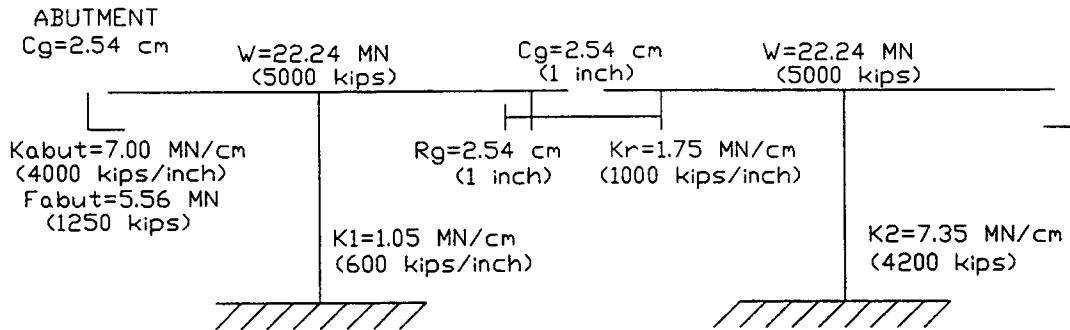 ABUTMENT
Cg=2.54 cm
W=22.24 MN
(5000 kips)
Cg=2.54 cm
(1 inch)
W=22.24 MN
(5000 kips)
Kabut=7.00 MN/cm
(4000 kips/inch)
Fabut=5.56 MN
(1250 kips)
Rg=2.54 cm
(1 inch)
Kr=1.75 MN/cm
(1000 kips/inch)
K1=1.05 MN/cm
(600 kips/inch)
K2=7.35 MN/cm
(4200 kips)